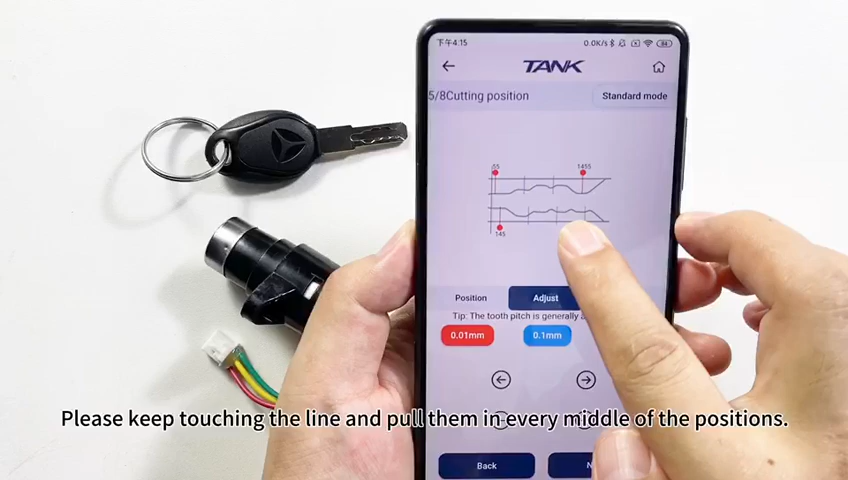 下午4:15
0.0K/s
84
TANK
5/8Cutting position
Standard mode
55
1455
145
Position
Adjust
Tip: The tooth pitch is generally
0.01mm
0.1mm
Please keep touching the line and pull them in every middle of the positions.
Back